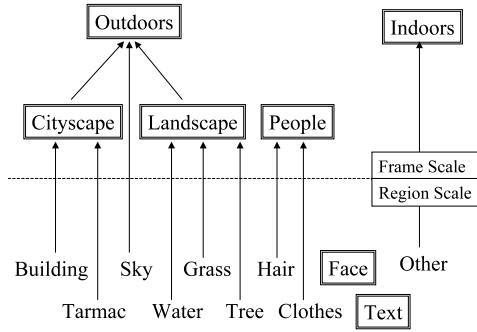 Outdoors
Indoors
Cityscape
Landscape
People
Frame Scale
Region Scale
Building
Sky
Grass
Hair
Face
Other
Tarmac
Water
Tree
Clothes
Text